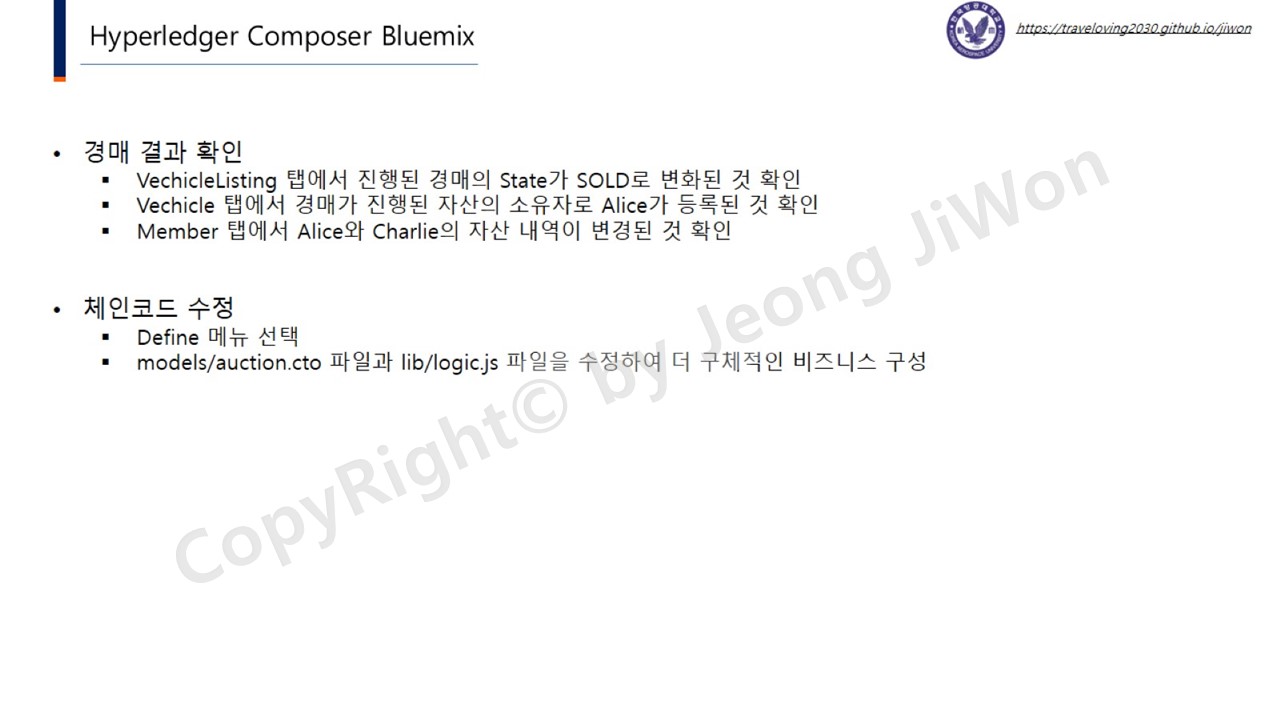 Hyperledger Composer Bluemix
https://traveloving2030.github.io/jiwon
• 경매 결과 확인
▪ VechicleListing 탭에서 진행된 경매의 State가 SOLD로 변화된 것 확인
▪ Vechicle 탭에서 경매가 진행된 자산의 소유자로 Alice가 등록된 것 확인
▪ Member 탭에서 Alice와 Charlie의 자산 내역이 변경된 것 확인
• 체인코드 수정
▪ Define 메뉴 선택
▪ models/auction.cto 파일과 lib/logic.js 파일을 수정하여 더 구체적인 비즈니스 구성
CopyRight© by Jeong JiWon